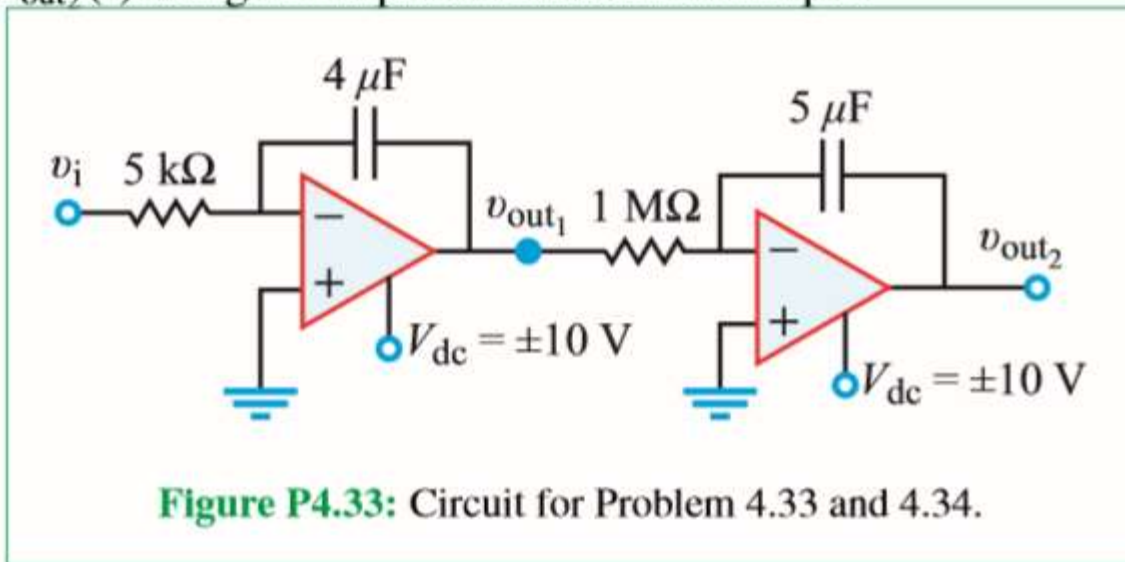 4 μF
5 μF
v_i 5 kΩ
v_out₁ 1 MΩ
v_out₂
−
+
−
+
V_dc = ±10 V
V_dc = ±10 V
Figure P4.33: Circuit for Problem 4.33 and 4.34.